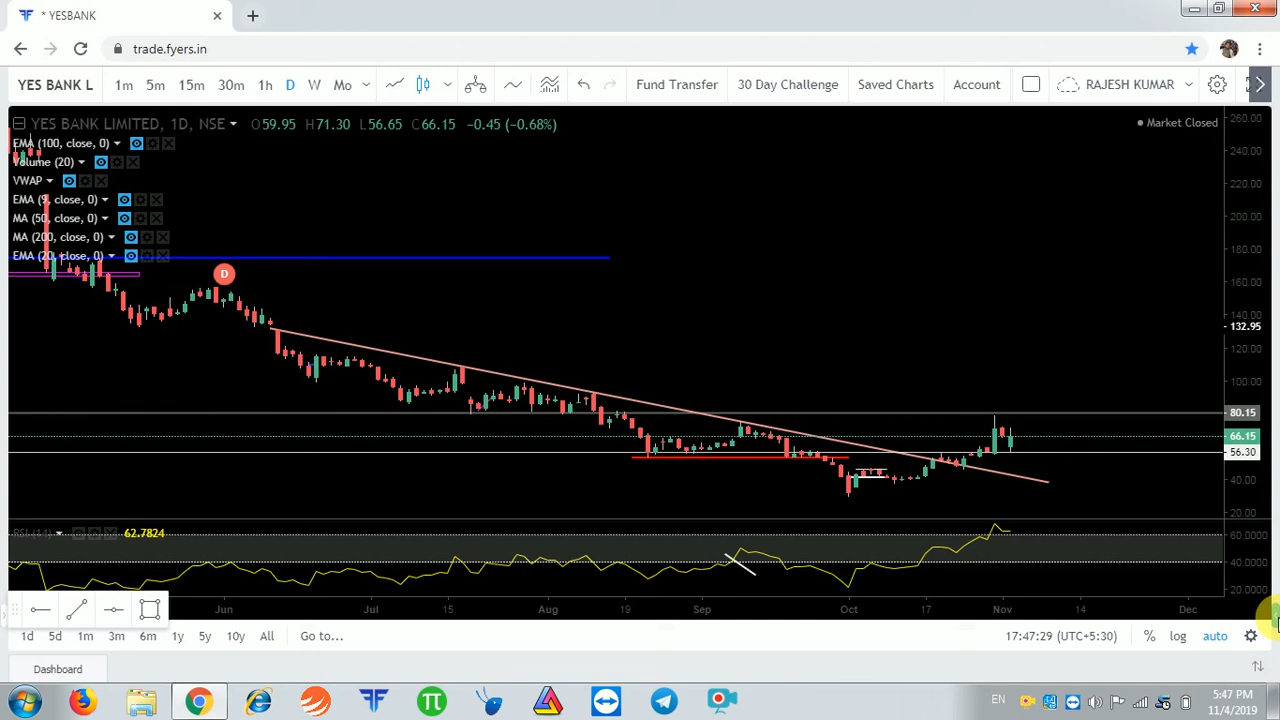 * YESBANK
trade.fyers.in
YES BANK L 1m 5m 15m 30m 1h D W Mo Fund Transfer 30 Day Challenge Saved Charts Account RAJESH KUMAR
YES BANK LIMITED, 1D, NSE O59.95 H71.30 L56.65 C66.15 −0.45 (−0.68%) Market Closed
EMA (100, close, 0)
Volume (20)
VWAP
EMA (9, close, 0)
MA (50, close, 0)
MA (200, close, 0)
EMA (20, close, 0)
D
260.00
240.00
220.00
200.00
180.00
160.00
140.00
132.95
120.00
100.00
80.15
66.15
56.30
40.00
20.00
RSI (14) 62.7824
60.0000
40.0000
20.0000
Jun Jul 15 Aug 19 Sep Oct 17 Nov 14 Dec
1d 5d 1m 3m 6m 1y 5y 10y All Go to... 17:47:29 (UTC+5:30) % log auto
Dashboard
EN
5:47 PM
11/4/2019